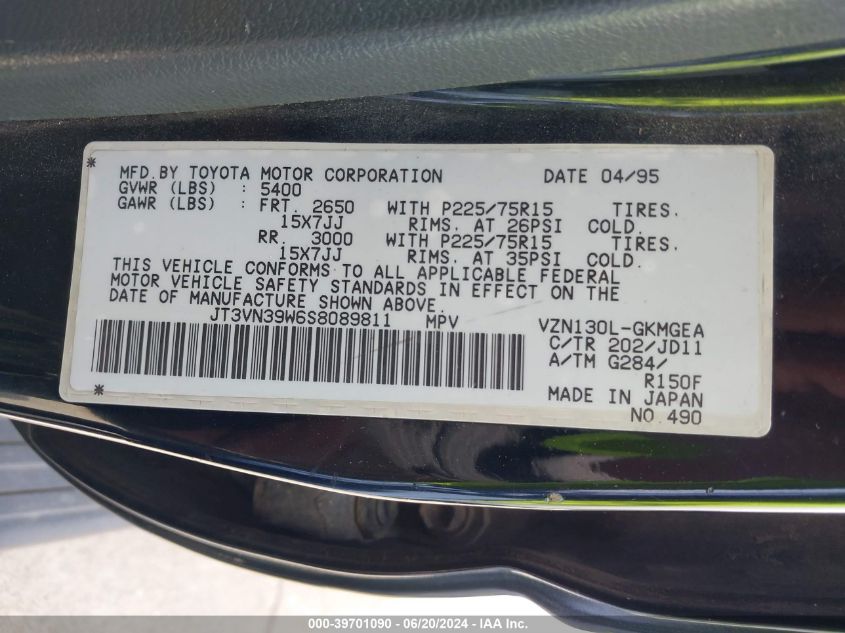 * MFD.BY TOYOTA MOTOR CORPORATION DATE 04/95
GVWR (LBS) : 5400
GAWR (LBS) : FRT. 2650 WITH P225/75R15 TIRES.
15X7JJ RIMS. AT 26PSI COLD.
RR. 3000 WITH P225/75R15 TIRES.
15X7JJ RIMS. AT 35PSI COLD.
THIS VEHICLE CONFORMS TO ALL APPLICABLE FEDERAL
MOTOR VEHICLE SAFETY STANDARDS IN EFFECT ON THE
DATE OF MANUFACTURE SHOWN ABOVE.
JT3VN39W6S8089811 MPV VZN130L-GKMGEA
C/TR 202/JD11
A/TM G284/
R150F
* MADE IN JAPAN
NO.490
000-39701090 - 06/20/2024 - IAA Inc.